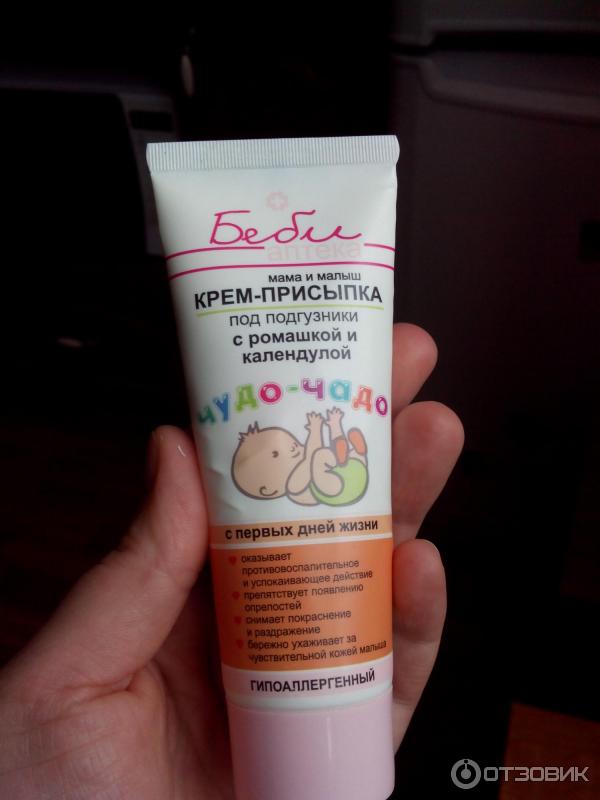 Беби
аптека
мама и малыш
КРЕМ-ПРИСЫПКА
под подгузники
с ромашкой и
календулой
чудо-чадо
с первых дней жизни
оказывает
противовоспалительное
и успокаивающее действие
препятствует появлению
опрелостей
снимает покраснение
и раздражение
бережно ухаживает за
чувствительной кожей малыша
ГИПОАЛЛЕРГЕННЫЙ
ОТЗОВИК